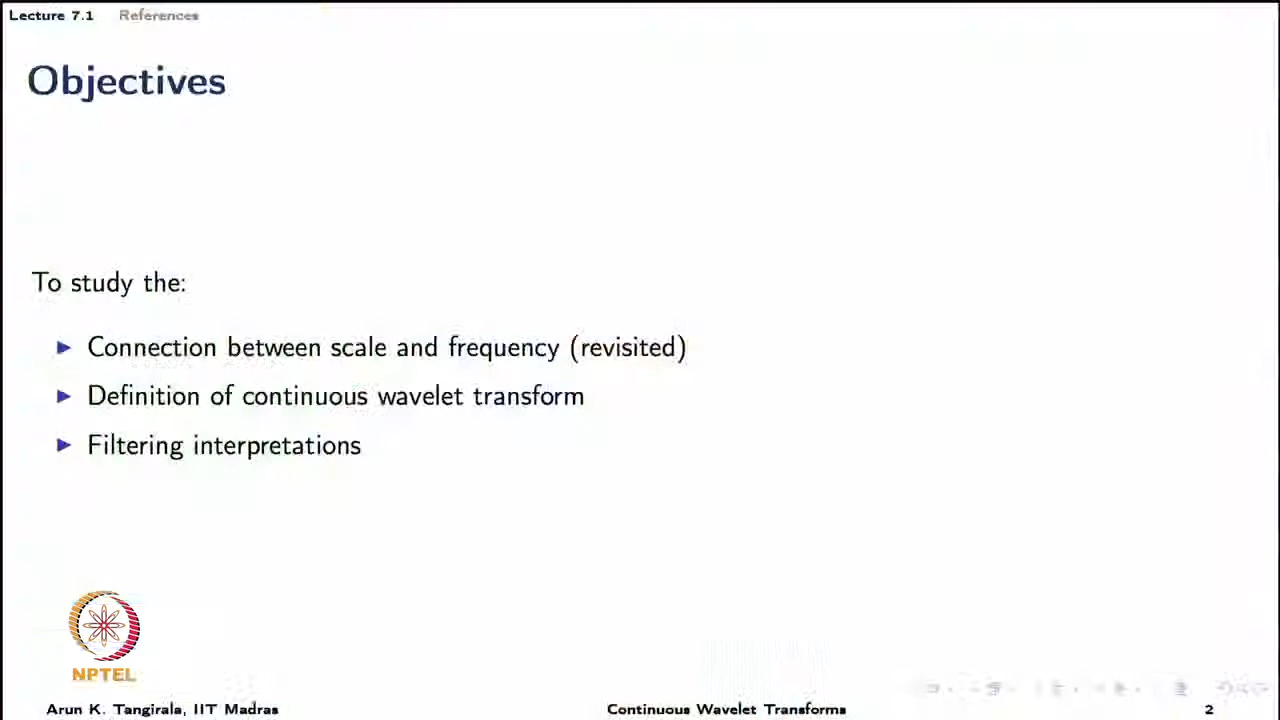 Lecture 7.1 References
Objectives
To study the:
Connection between scale and frequency (revisited)
Definition of continuous wavelet transform
Filtering interpretations
NPTEL
Arun K. Tangirala, IIT Madras Continuous Wavelet Transforms 2